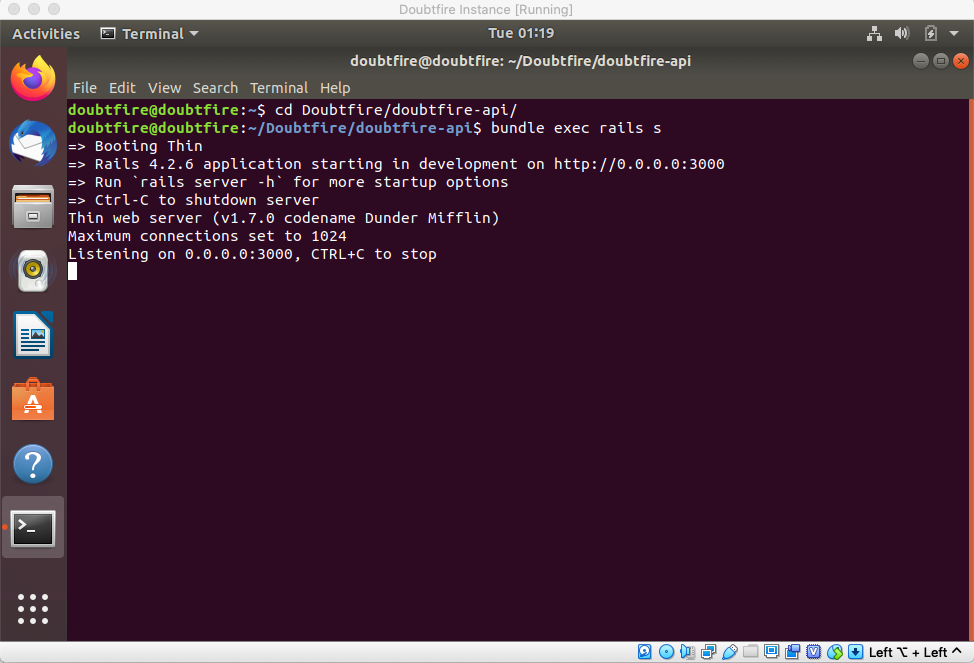 Doubtfire Instance [Running]
Activities Terminal Tue 01:19
doubtfire@doubtfire: ~/Doubtfire/doubtfire-api
File Edit View Search Terminal Help
doubtfire@doubtfire:~$ cd Doubtfire/doubtfire-api/
doubtfire@doubtfire:~/Doubtfire/doubtfire-api$ bundle exec rails s
=> Booting Thin
=> Rails 4.2.6 application starting in development on http://0.0.0.0:3000
=> Run `rails server -h` for more startup options
=> Ctrl-C to shutdown server
Thin web server (v1.7.0 codename Dunder Mifflin)
Maximum connections set to 1024
Listening on 0.0.0.0:3000, CTRL+C to stop
Left ⌥ + Left ^